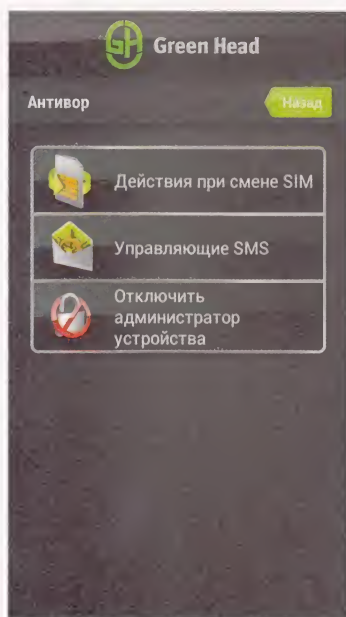 GH Green Head
Антивор
Назад
Действия при смене SIM
Управляющие SMS
Отключить
администратор
устройства